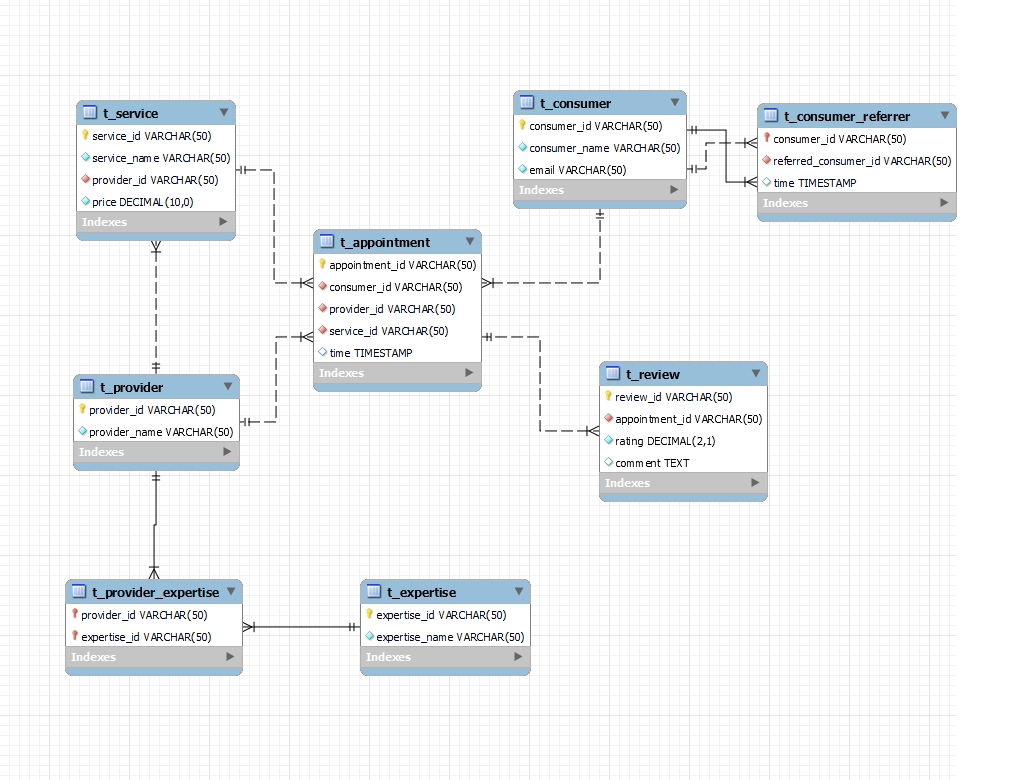 t_service
service_id VARCHAR(50)
service_name VARCHAR(50)
provider_id VARCHAR(50)
price DECIMAL(10,0)
Indexes
t_consumer
consumer_id VARCHAR(50)
consumer_name VARCHAR(50)
email VARCHAR(50)
Indexes
t_consumer_referrer
consumer_id VARCHAR(50)
referred_consumer_id VARCHAR(50)
time TIMESTAMP
Indexes
t_appointment
appointment_id VARCHAR(50)
consumer_id VARCHAR(50)
provider_id VARCHAR(50)
service_id VARCHAR(50)
time TIMESTAMP
Indexes
t_provider
provider_id VARCHAR(50)
provider_name VARCHAR(50)
Indexes
t_review
review_id VARCHAR(50)
appointment_id VARCHAR(50)
rating DECIMAL(2,1)
comment TEXT
Indexes
t_provider_expertise
provider_id VARCHAR(50)
expertise_id VARCHAR(50)
Indexes
t_expertise
expertise_id VARCHAR(50)
expertise_name VARCHAR(50)
Indexes